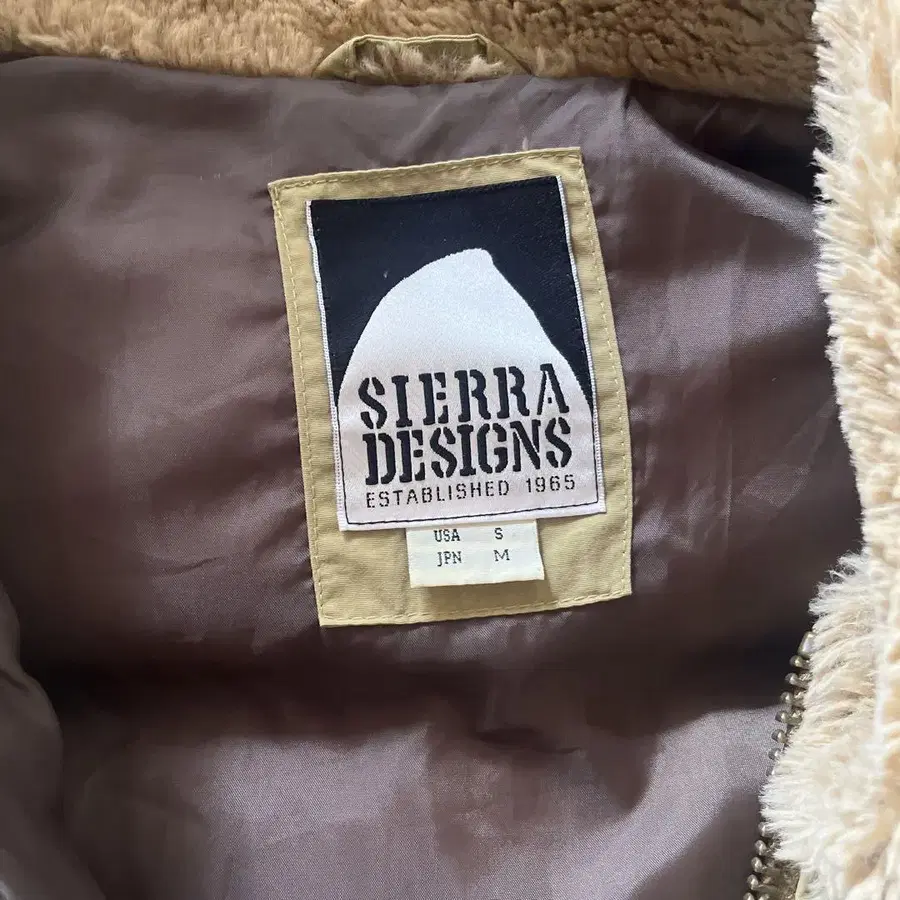 SIERRA
DESIGNS
ESTABLISHED 1965
USA S
JPN M